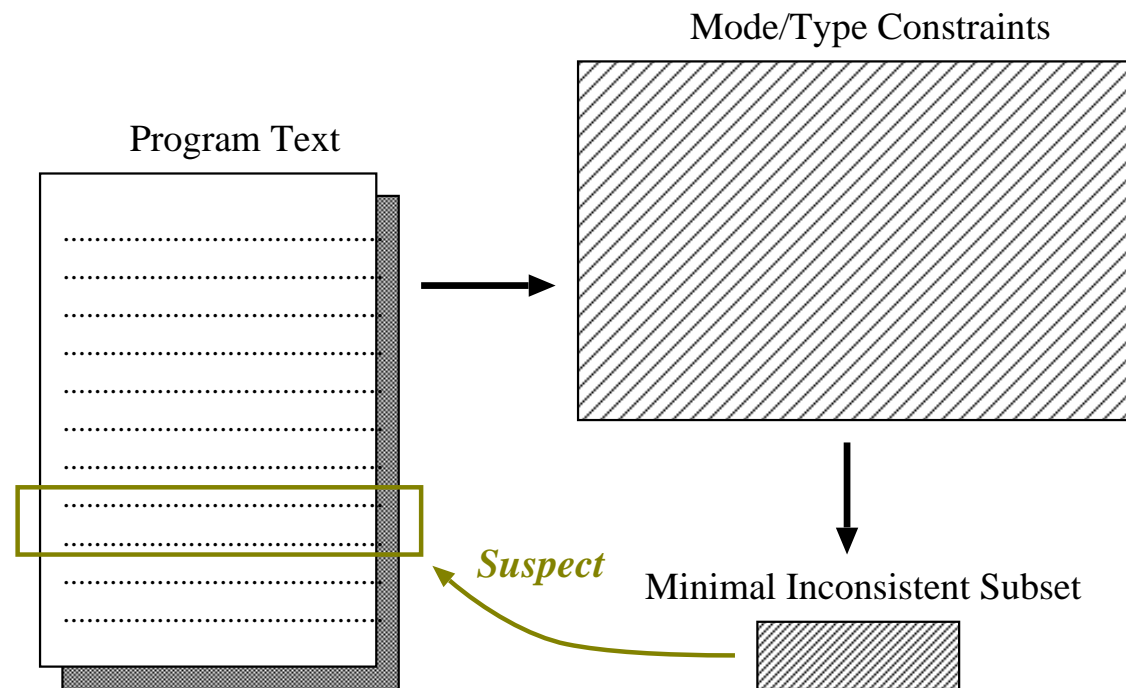 Mode/Type Constraints
Program Text
Suspect
Minimal Inconsistent Subset